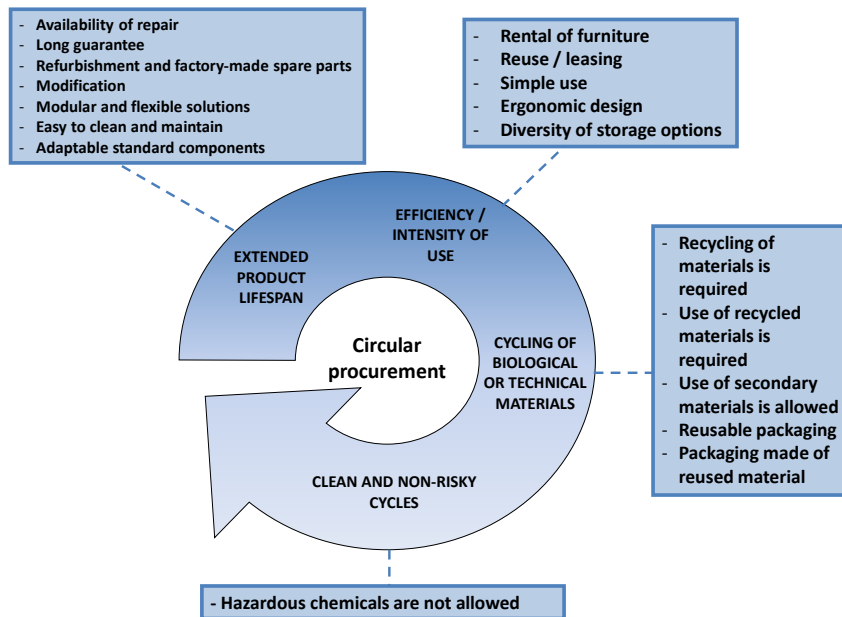 - Availability of repair
- Long guarantee
- Refurbishment and factory-made spare parts
- Modification
- Modular and flexible solutions
- Easy to clean and maintain
- Adaptable standard components
- Rental of furniture
- Reuse / leasing
- Simple use
- Ergonomic design
- Diversity of storage options
EFFICIENCY /
INTENSITY OF
USE
EXTENDED
PRODUCT
LIFESPAN
- Recycling of
materials is
required
- Use of recycled
materials is
required
- Use of secondary
materials is allowed
- Reusable packaging
- Packaging made of
reused material
Circular
procurement
CYCLING OF
BIOLOGICAL
OR TECHNICAL
MATERIALS
CLEAN AND NON-RISKY
CYCLES
- Hazardous chemicals are not allowed